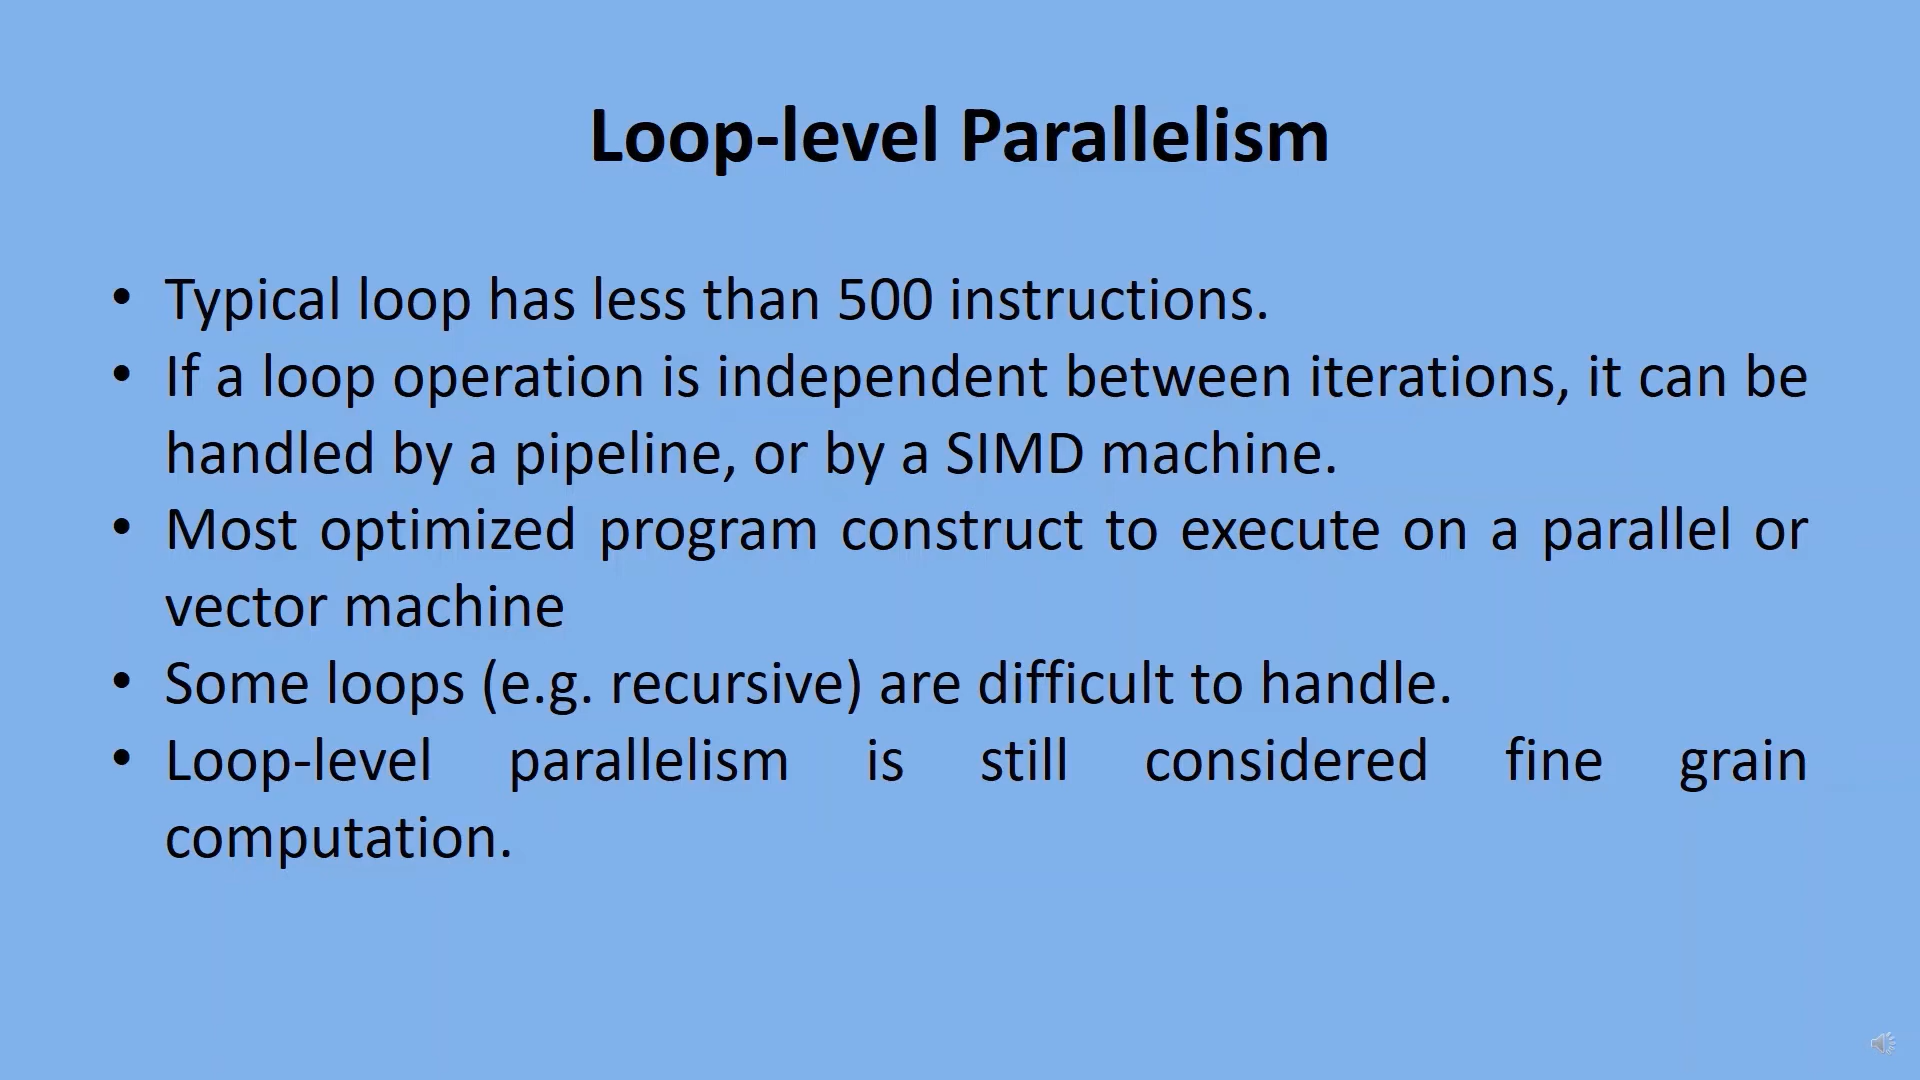 Loop-level Parallelism
• Typical loop has less than 500 instructions.
• If a loop operation is independent between iterations, it can be
handled by a pipeline, or by a SIMD machine.
• Most optimized program construct to execute on a parallel or
vector machine
• Some loops (e.g. recursive) are difficult to handle.
• Loop-level parallelism is still considered fine grain
computation.